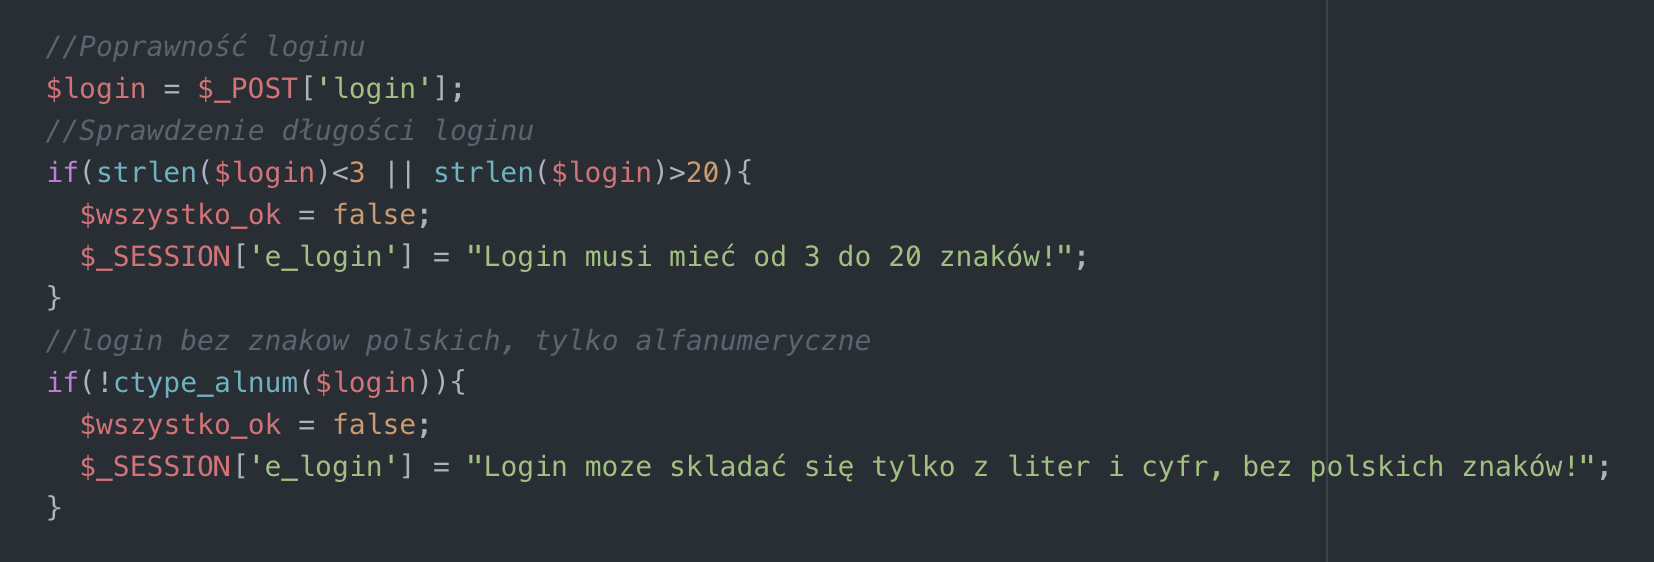 //Poprawność loginu
$login = $_POST['login'];
//Sprawdzenie długości loginu
if(strlen($login)<3 || strlen($login)>20){
  $wszystko_ok = false;
  $_SESSION['e_login'] = "Login musi mieć od 3 do 20 znaków!";
}
//login bez znakow polskich, tylko alfanumeryczne
if(!ctype_alnum($login)){
  $wszystko_ok = false;
  $_SESSION['e_login'] = "Login moze skladać się tylko z liter i cyfr, bez polskich znaków!";
}